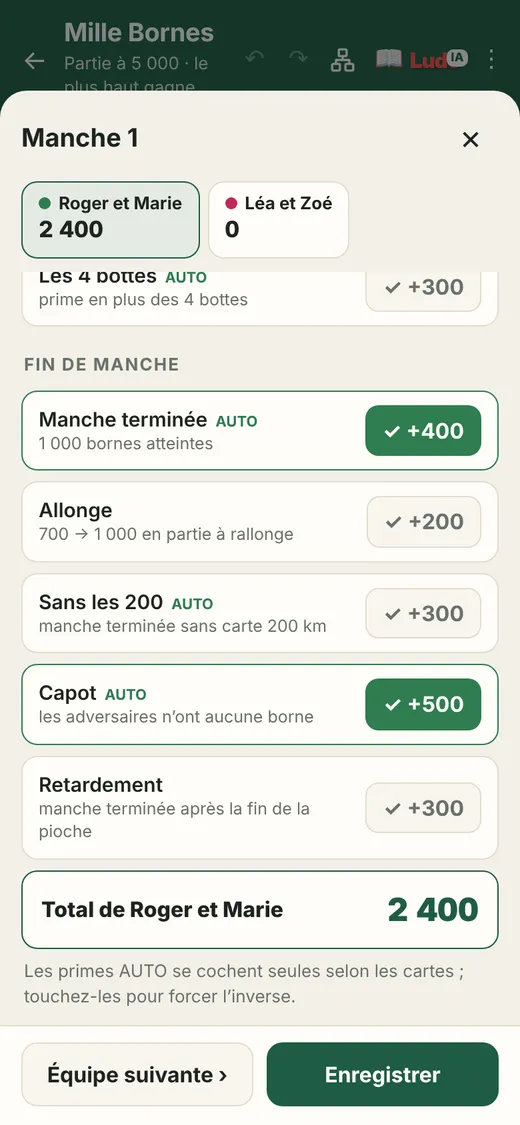 Mille Bornes
Partie à 5 000 · le
plus haut gagne
Lud
IA
Manche 1
Roger et Marie
2 400
Léa et Zoé
0
Les 4 bottes AUTO
prime en plus des 4 bottes
✓ +300
FIN DE MANCHE
Manche terminée AUTO
1 000 bornes atteintes
✓ +400
Allonge
700 → 1 000 en partie à rallonge
✓ +200
Sans les 200 AUTO
manche terminée sans carte 200 km
✓ +300
Capot AUTO
les adversaires n’ont aucune borne
✓ +500
Retardement
manche terminée après la fin de la
pioche
✓ +300
Total de Roger et Marie
2 400
Les primes AUTO se cochent seules selon les cartes ;
touchez-les pour forcer l’inverse.
Équipe suivante ›
Enregistrer